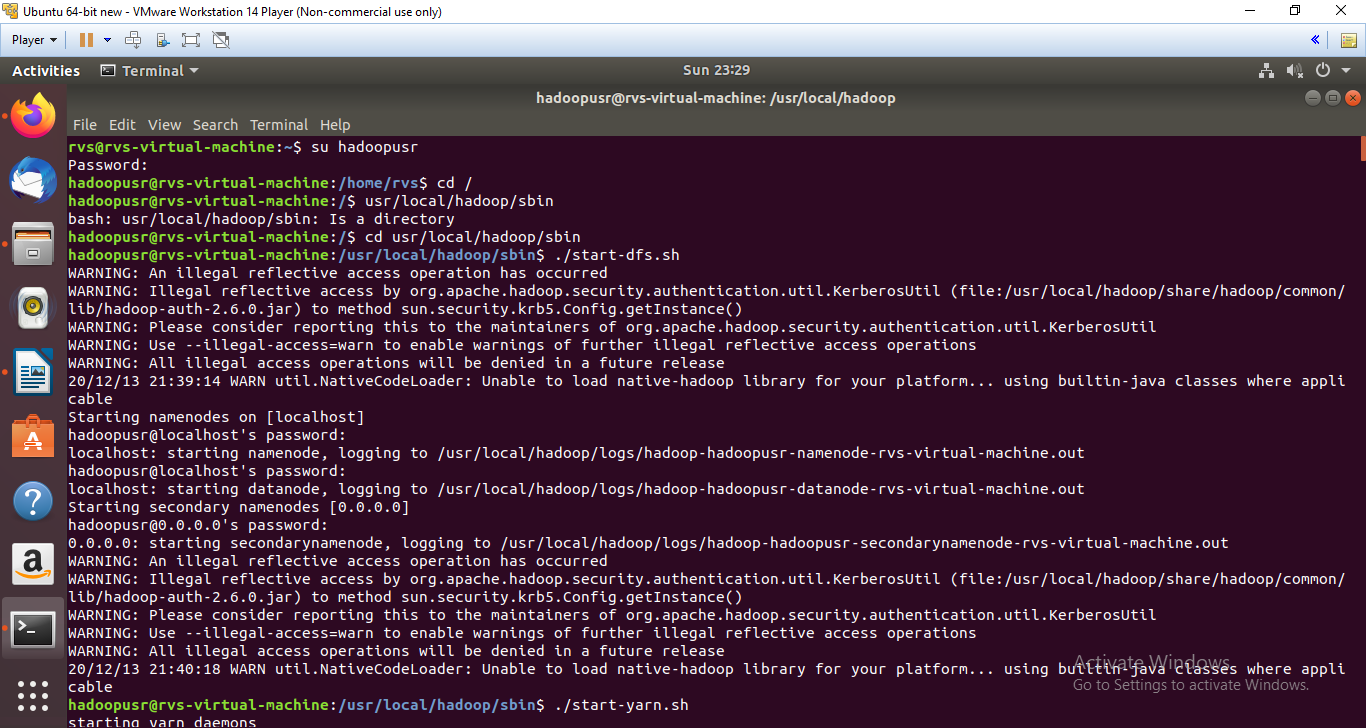 Ubuntu 64-bit new - VMware Workstation 14 Player (Non-commercial use only)
Player
Activities Terminal Sun 23:29
hadoopusr@rvs-virtual-machine: /usr/local/hadoop
File Edit View Search Terminal Help
rvs@rvs-virtual-machine:~$ su hadoopusr
Password:
hadoopusr@rvs-virtual-machine:/home/rvs$ cd /
hadoopusr@rvs-virtual-machine:/$ usr/local/hadoop/sbin
bash: usr/local/hadoop/sbin: Is a directory
hadoopusr@rvs-virtual-machine:/$ cd usr/local/hadoop/sbin
hadoopusr@rvs-virtual-machine:/usr/local/hadoop/sbin$ ./start-dfs.sh
WARNING: An illegal reflective access operation has occurred
WARNING: Illegal reflective access by org.apache.hadoop.security.authentication.util.KerberosUtil (file:/usr/local/hadoop/share/hadoop/common/
lib/hadoop-auth-2.6.0.jar) to method sun.security.krb5.Config.getInstance()
WARNING: Please consider reporting this to the maintainers of org.apache.hadoop.security.authentication.util.KerberosUtil
WARNING: Use --illegal-access=warn to enable warnings of further illegal reflective access operations
WARNING: All illegal access operations will be denied in a future release
20/12/13 21:39:14 WARN util.NativeCodeLoader: Unable to load native-hadoop library for your platform... using builtin-java classes where appli
cable
Starting namenodes on [localhost]
hadoopusr@localhost's password:
localhost: starting namenode, logging to /usr/local/hadoop/logs/hadoop-hadoopusr-namenode-rvs-virtual-machine.out
hadoopusr@localhost's password:
localhost: starting datanode, logging to /usr/local/hadoop/logs/hadoop-hadoopusr-datanode-rvs-virtual-machine.out
Starting secondary namenodes [0.0.0.0]
hadoopusr@0.0.0.0's password:
0.0.0.0: starting secondarynamenode, logging to /usr/local/hadoop/logs/hadoop-hadoopusr-secondarynamenode-rvs-virtual-machine.out
WARNING: An illegal reflective access operation has occurred
WARNING: Illegal reflective access by org.apache.hadoop.security.authentication.util.KerberosUtil (file:/usr/local/hadoop/share/hadoop/common/
lib/hadoop-auth-2.6.0.jar) to method sun.security.krb5.Config.getInstance()
WARNING: Please consider reporting this to the maintainers of org.apache.hadoop.security.authentication.util.KerberosUtil
WARNING: Use --illegal-access=warn to enable warnings of further illegal reflective access operations
WARNING: All illegal access operations will be denied in a future release
20/12/13 21:40:18 WARN util.NativeCodeLoader: Unable to load native-hadoop library for your platform... using builtin-java classes where appli
cable
hadoopusr@rvs-virtual-machine:/usr/local/hadoop/sbin$ ./start-yarn.sh
starting yarn daemons
Activate Windows
Go to Settings to activate Windows.